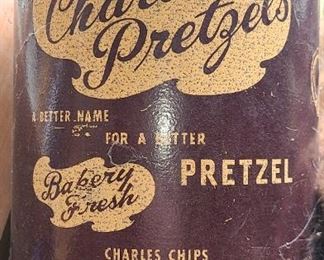 Pretzels
A BETTER NAME
FOR A BETTER
PRETZEL
Bakery
Fresh
CHARLES CHIPS